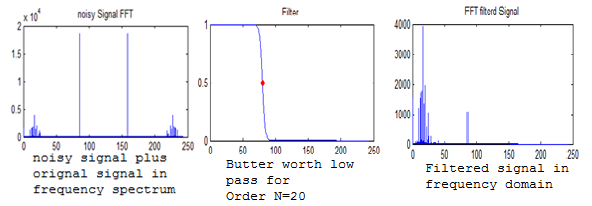 noisy Signal FFT
2 x 10^4
1.5
1
0.5
0
0 50 100 150 200 250
noisy signal plus
orignal signal in
frequency spectrum
Filter
1
0.5
0
0 50 100 150 200 250
Butter worth low
pass for
Order N=20
FFT filterd Signal
4000
3000
2000
1000
0
0 50 100 150 200 250
Filtered signal in
frequency domain